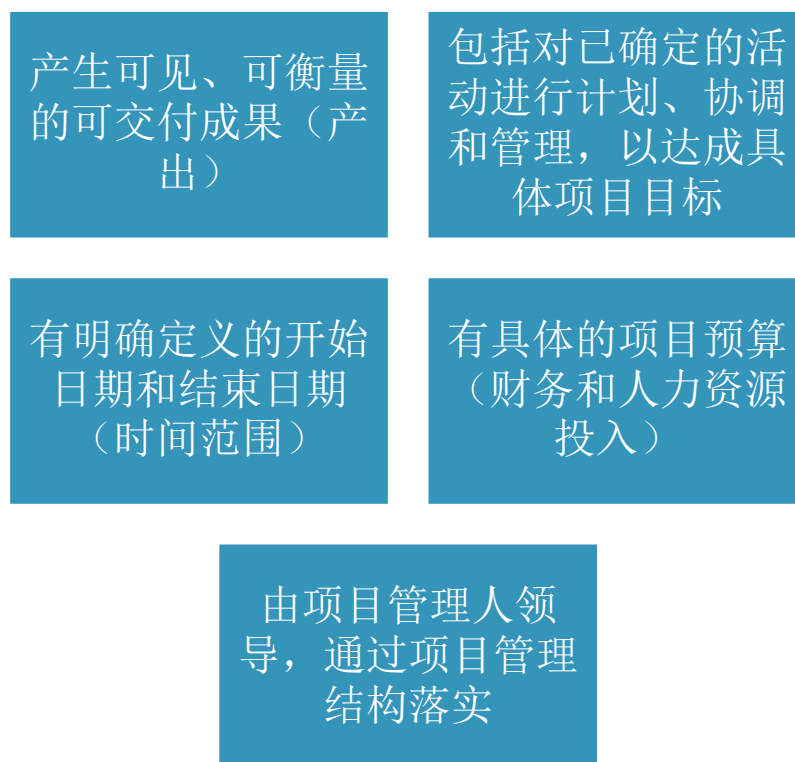 产生可见、可衡量
的可交付成果（产
出）
包括对已确定的活
动进行计划、协调
和管理，以达成具
体项目目标
有明确定义的开始
日期和结束日期
（时间范围）
有具体的项目预算
（财务和人力资源
投入）
由项目管理人领
导，通过项目管理
结构落实